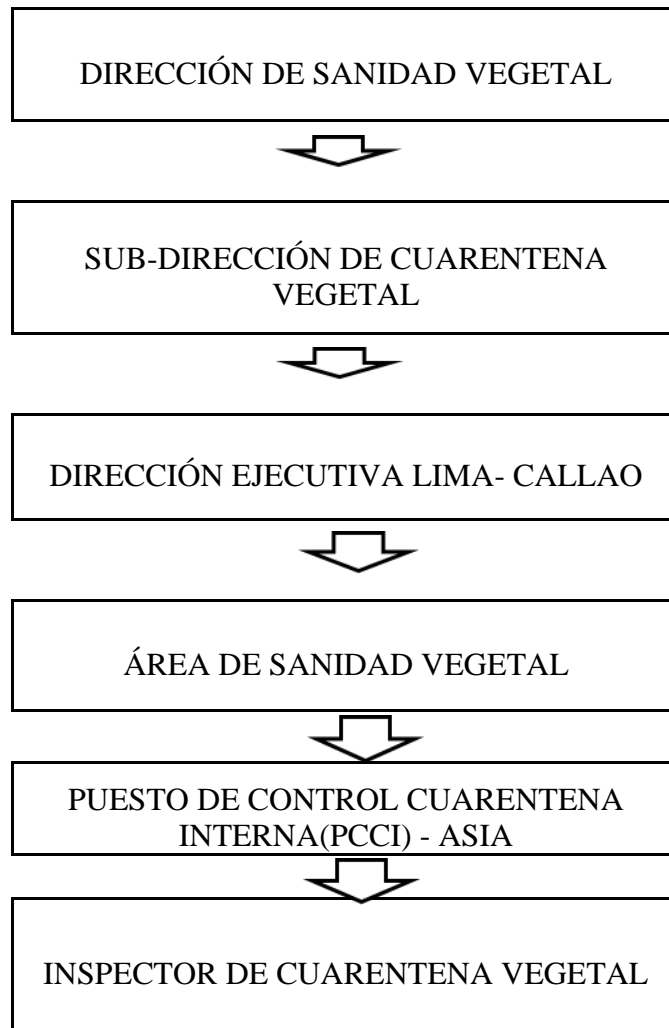 DIRECCIÓN DE SANIDAD VEGETAL
SUB-DIRECCIÓN DE CUARENTENA
VEGETAL
DIRECCIÓN EJECUTIVA LIMA- CALLAO
ÁREA DE SANIDAD VEGETAL
PUESTO DE CONTROL CUARENTENA
INTERNA(PCCI) - ASIA
INSPECTOR DE CUARENTENA VEGETAL